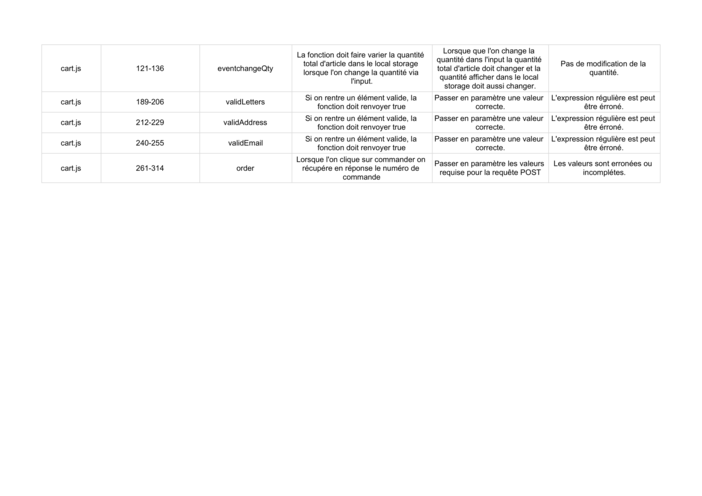 cart.js
121-136
eventchangeQty
La fonction doit faire varier la quantité
total d'article dans le local storage
lorsque l'on change la quantité via
l'input.
Lorsque que l'on change la
quantité dans l'input la quantité
total d'article doit changer et la
quantité afficher dans le local
storage doit aussi changer.
Pas de modification de la
quantité.
cart.js
189-206
validLetters
Si on rentre un élément valide, la
fonction doit renvoyer true
Passer en paramètre une valeur
correcte.
L'expression régulière est peut
être érroné.
cart.js
212-229
validAddress
Si on rentre un élément valide, la
fonction doit renvoyer true
Passer en paramètre une valeur
correcte.
L'expression régulière est peut
être érroné.
cart.js
240-255
validEmail
Si on rentre un élément valide, la
fonction doit renvoyer true
Passer en paramètre une valeur
correcte.
L'expression régulière est peut
être érroné.
cart.js
261-314
order
Lorsque l'on clique sur commander on
récupére en réponse le numéro de
commande
Passer en paramètre les valeurs
requise pour la requête POST
Les valeurs sont erronées ou
incomplétes.